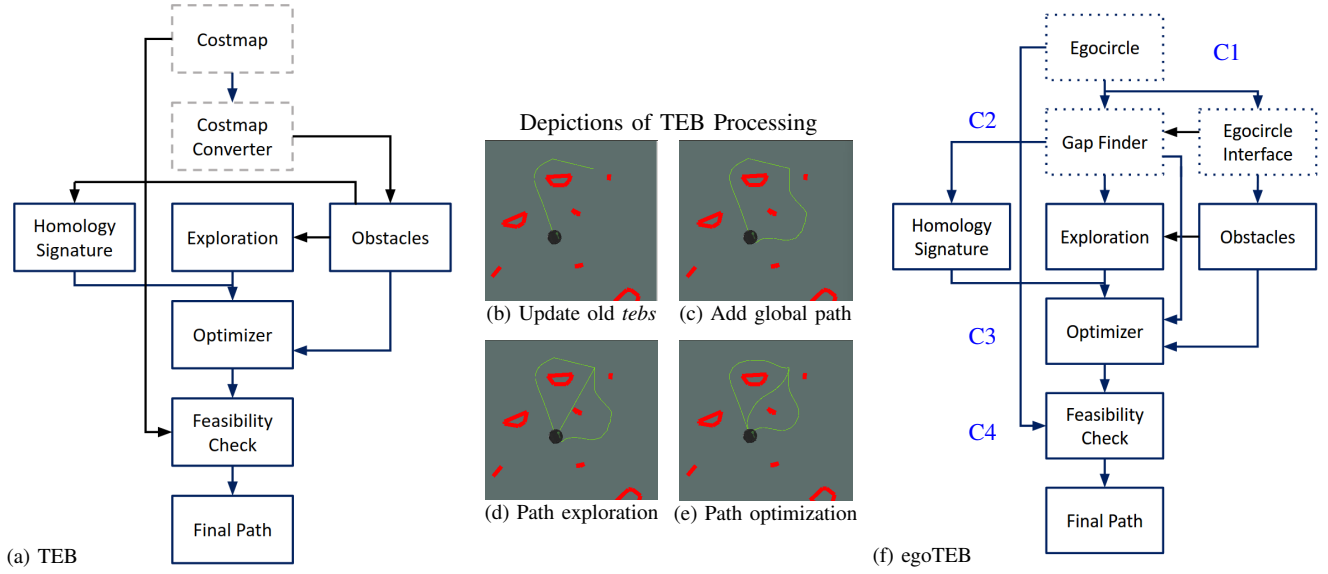 Costmap
Costmap
Converter
Homology
Signature
Exploration
Obstacles
Optimizer
Feasibility
Check
Final Path
(a) TEB
Depictions of TEB Processing
(b) Update old tebs
(c) Add global path
(d) Path exploration
(e) Path optimization
Egocircle
C1
C2
Gap Finder
Egocircle
Interface
Homology
Signature
Exploration
Obstacles
C3
Optimizer
C4
Feasibility
Check
Final Path
(f) egoTEB